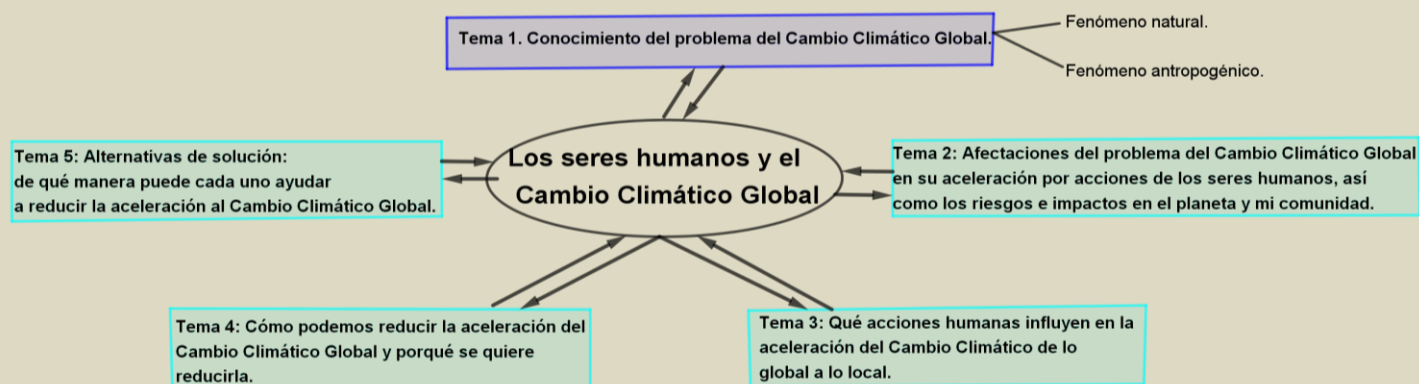 Tema 1. Conocimiento del problema del Cambio Climático Global.
Fenómeno natural.
Fenómeno antropogénico.
Los seres humanos y el
Cambio Climático Global
Tema 2: Afectaciones del problema del Cambio Climático Global
en su aceleración por acciones de los seres humanos, así
como los riesgos e impactos en el planeta y mi comunidad.
Tema 3: Qué acciones humanas influyen en la
aceleración del Cambio Climático de lo
global a lo local.
Tema 4: Cómo podemos reducir la aceleración del
Cambio Climático Global y porqué se quiere
reducirla.
Tema 5: Alternativas de solución:
de qué manera puede cada uno ayudar
a reducir la aceleración al Cambio Climático Global.